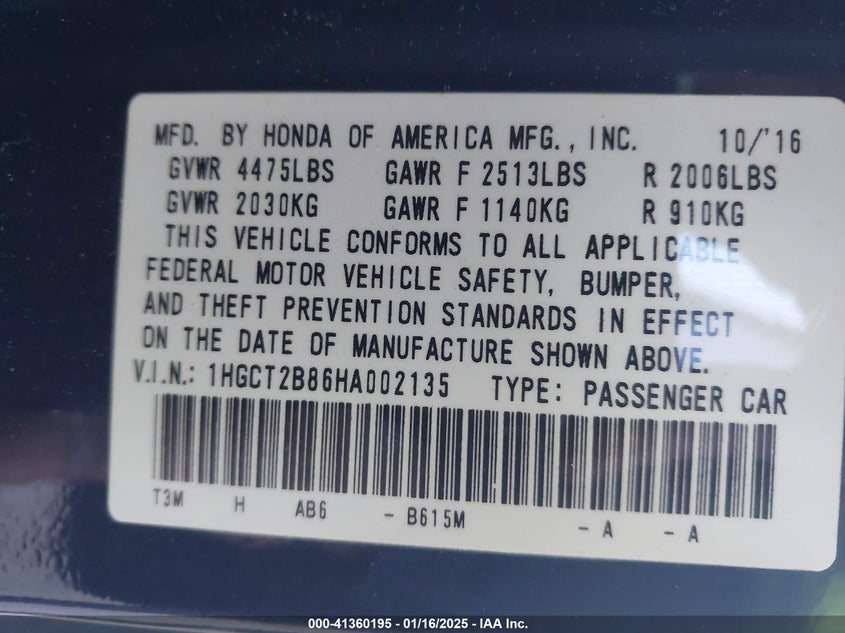 MFD. BY HONDA OF AMERICA MFG., INC. 10/'16
GVWR 4475LBS GAWR F 2513LBS R 2006LBS
GVWR 2030KG GAWR F 1140KG R 910KG
THIS VEHICLE CONFORMS TO ALL APPLICABLE
FEDERAL MOTOR VEHICLE SAFETY, BUMPER,
AND THEFT PREVENTION STANDARDS IN EFFECT
ON THE DATE OF MANUFACTURE SHOWN ABOVE.
V.I.N.: 1HGCT2B86HA002135 TYPE: PASSENGER CAR
T3M H AB6 - B615M - A - A
000-41360195 - 01/16/2025 - IAA Inc.